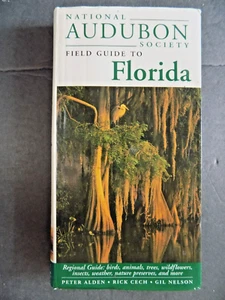 NATIONAL
AUDUBON
SOCIETY
FIELD GUIDE TO
Florida
Regional Guide: birds, animals, trees, wildflowers,
insects, weather, nature preserves, and more
PETER ALDEN • RICK CECH • GIL NELSON